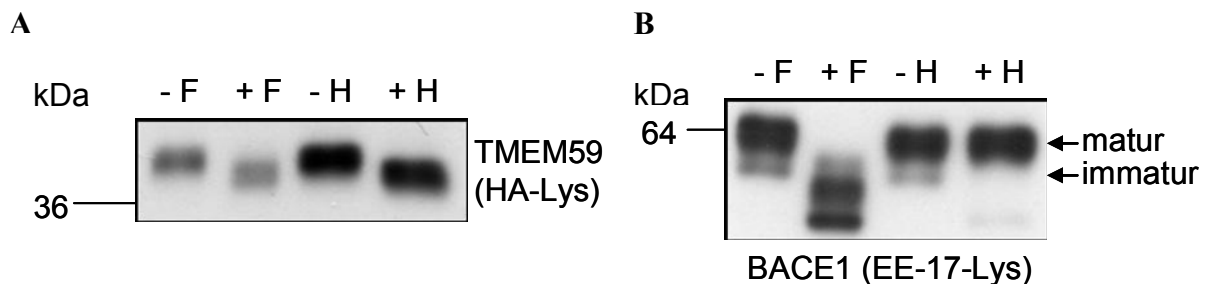 A
kDa
- F + F - H + H
TMEM59
(HA-Lys)
36
B
kDa
- F + F - H + H
64
matur
immatur
BACE1 (EE-17-Lys)